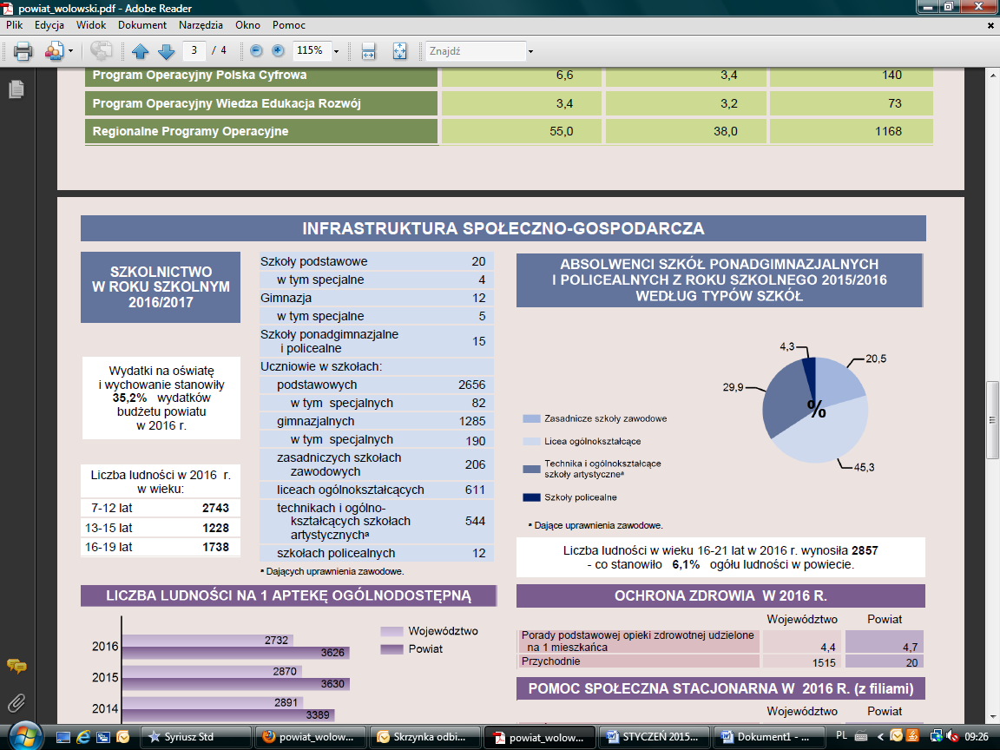 powiat_wolowski.pdf - Adobe Reader
Plik Edycja Widok Dokument Narzędzia Okno Pomoc
3 / 4 115% Znajdź
Program Operacyjny Polska Cyfrowa 6,6 3,4 140
Program Operacyjny Wiedza Edukacja Rozwój 3,4 3,2 73
Regionalne Programy Operacyjne 55,0 38,0 1168
INFRASTRUKTURA SPOŁECZNO-GOSPODARCZA
SZKOLNICTWO
W ROKU SZKOLNYM
2016/2017
Wydatki na oświatę
i wychowanie stanowiły
35,2% wydatków
budżetu powiatu
w 2016 r.
Liczba ludności w 2016 r.
w wieku:
7-12 lat 2743
13-15 lat 1228
16-19 lat 1738
Szkoły podstawowe 20
w tym specjalne 4
Gimnazja 12
w tym specjalne 5
Szkoły ponadgimnazjalne
i policealne 15
Uczniowie w szkołach:
podstawowych 2656
w tym specjalnych 82
gimnazjalnych 1285
w tym specjalnych 190
zasadniczych szkołach
zawodowych 206
liceach ogólnokształcących 611
technikach i ogólno-
kształcących szkołach 544
artystycznychª
szkołach policealnych 12
ª Dających uprawnienia zawodowe.
ABSOLWENCI SZKÓŁ PONADGIMNAZJALNYCH
I POLICEALNYCH Z ROKU SZKOLNEGO 2015/2016
WEDŁUG TYPÓW SZKÓŁ
4,3
20,5
29,9
%
45,3
Zasadnicze szkoły zawodowe
Licea ogólnokształcące
Technika i ogólnokształcące
szkoły artystyczneª
Szkoły policealne
ª Dające uprawnienia zawodowe.
Liczba ludności w wieku 16-21 lat w 2016 r. wynosiła 2857
- co stanowiło 6,1% ogółu ludności w powiecie.
LICZBA LUDNOŚCI NA 1 APTEKĘ OGÓLNODOSTĘPNĄ
Województwo
Powiat
2016 2732
3626
2015 2870
3630
2014 2891
3389
OCHRONA ZDROWIA W 2016 R.
Województwo Powiat
Porady podstawowej opieki zdrowotnej udzielone
na 1 mieszkańca 4,4 4,7
Przychodnie 1515 20
POMOC SPOŁECZNA STACJONARNA W 2016 R. (z filiami)
Województwo Powiat
Syriusz Std powiat_wolow... Skrzynka odbi... powiat_wolow... STYCZEŃ 2015... Dokument1 - ... PL 09:26